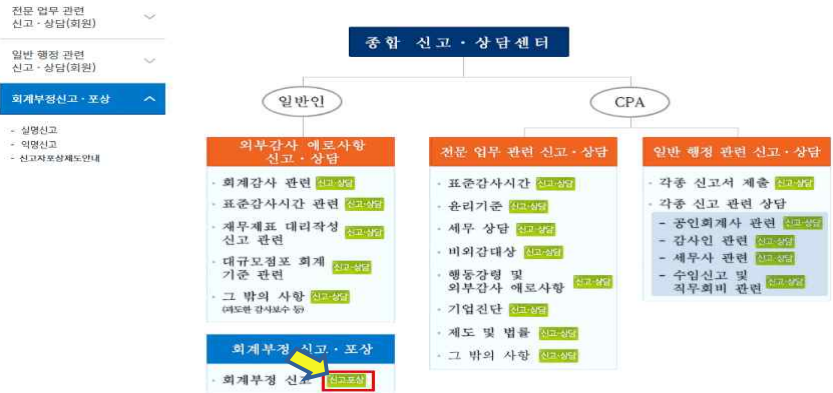 전문 업무 관련
신고 · 상담(회원)
일반 행정 관련
신고 · 상담(회원)
회계부정신고 · 포상
- 실명신고
- 익명신고
- 신고자포상제도안내
종합 신고 · 상담센터
일반인
CPA
외부감사 애로사항
신고 · 상담
· 회계감사 관련 신고·상담
· 표준감사시간 관련 신고·상담
· 재무제표 대리작성
신고 관련 신고·상담
· 대규모점포 회계
기준 관련 신고·상담
· 그 밖의 사항 신고·상담
(과도한 감사보수 등)
회계부정 신고 · 포상
· 회계부정 신고 신고포상
전문 업무 관련 신고 · 상담
· 표준감사시간 신고·상담
· 윤리기준 신고·상담
· 세무 상담 신고·상담
· 비외감대상 신고·상담
· 행동강령 및
외부감사 애로사항 신고·상담
· 기업진단 신고·상담
· 제도 및 법률 신고·상담
· 그 밖의 사항 신고·상담
일반 행정 관련 신고 · 상담
· 각종 신고서 제출 신고·상담
· 각종 신고 관련 상담
- 공인회계사 관련 신고·상담
- 감사인 관련 신고·상담
- 세무사 관련 신고·상담
- 수임신고 및
직무회비 관련 신고·상담